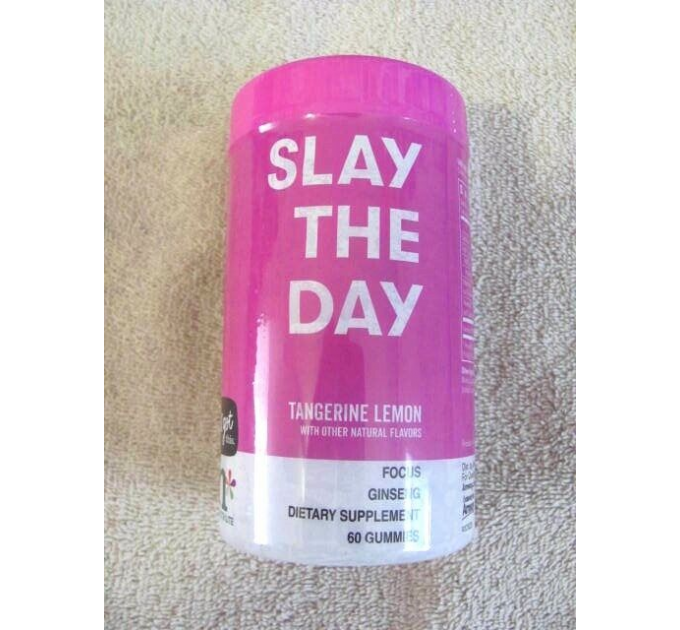 SLAY
THE
DAY
TANGERINE LEMON
WITH OTHER NATURAL FLAVORS
FOCUS
GINSENG
DIETARY SUPPLEMENT
60 GUMMIES